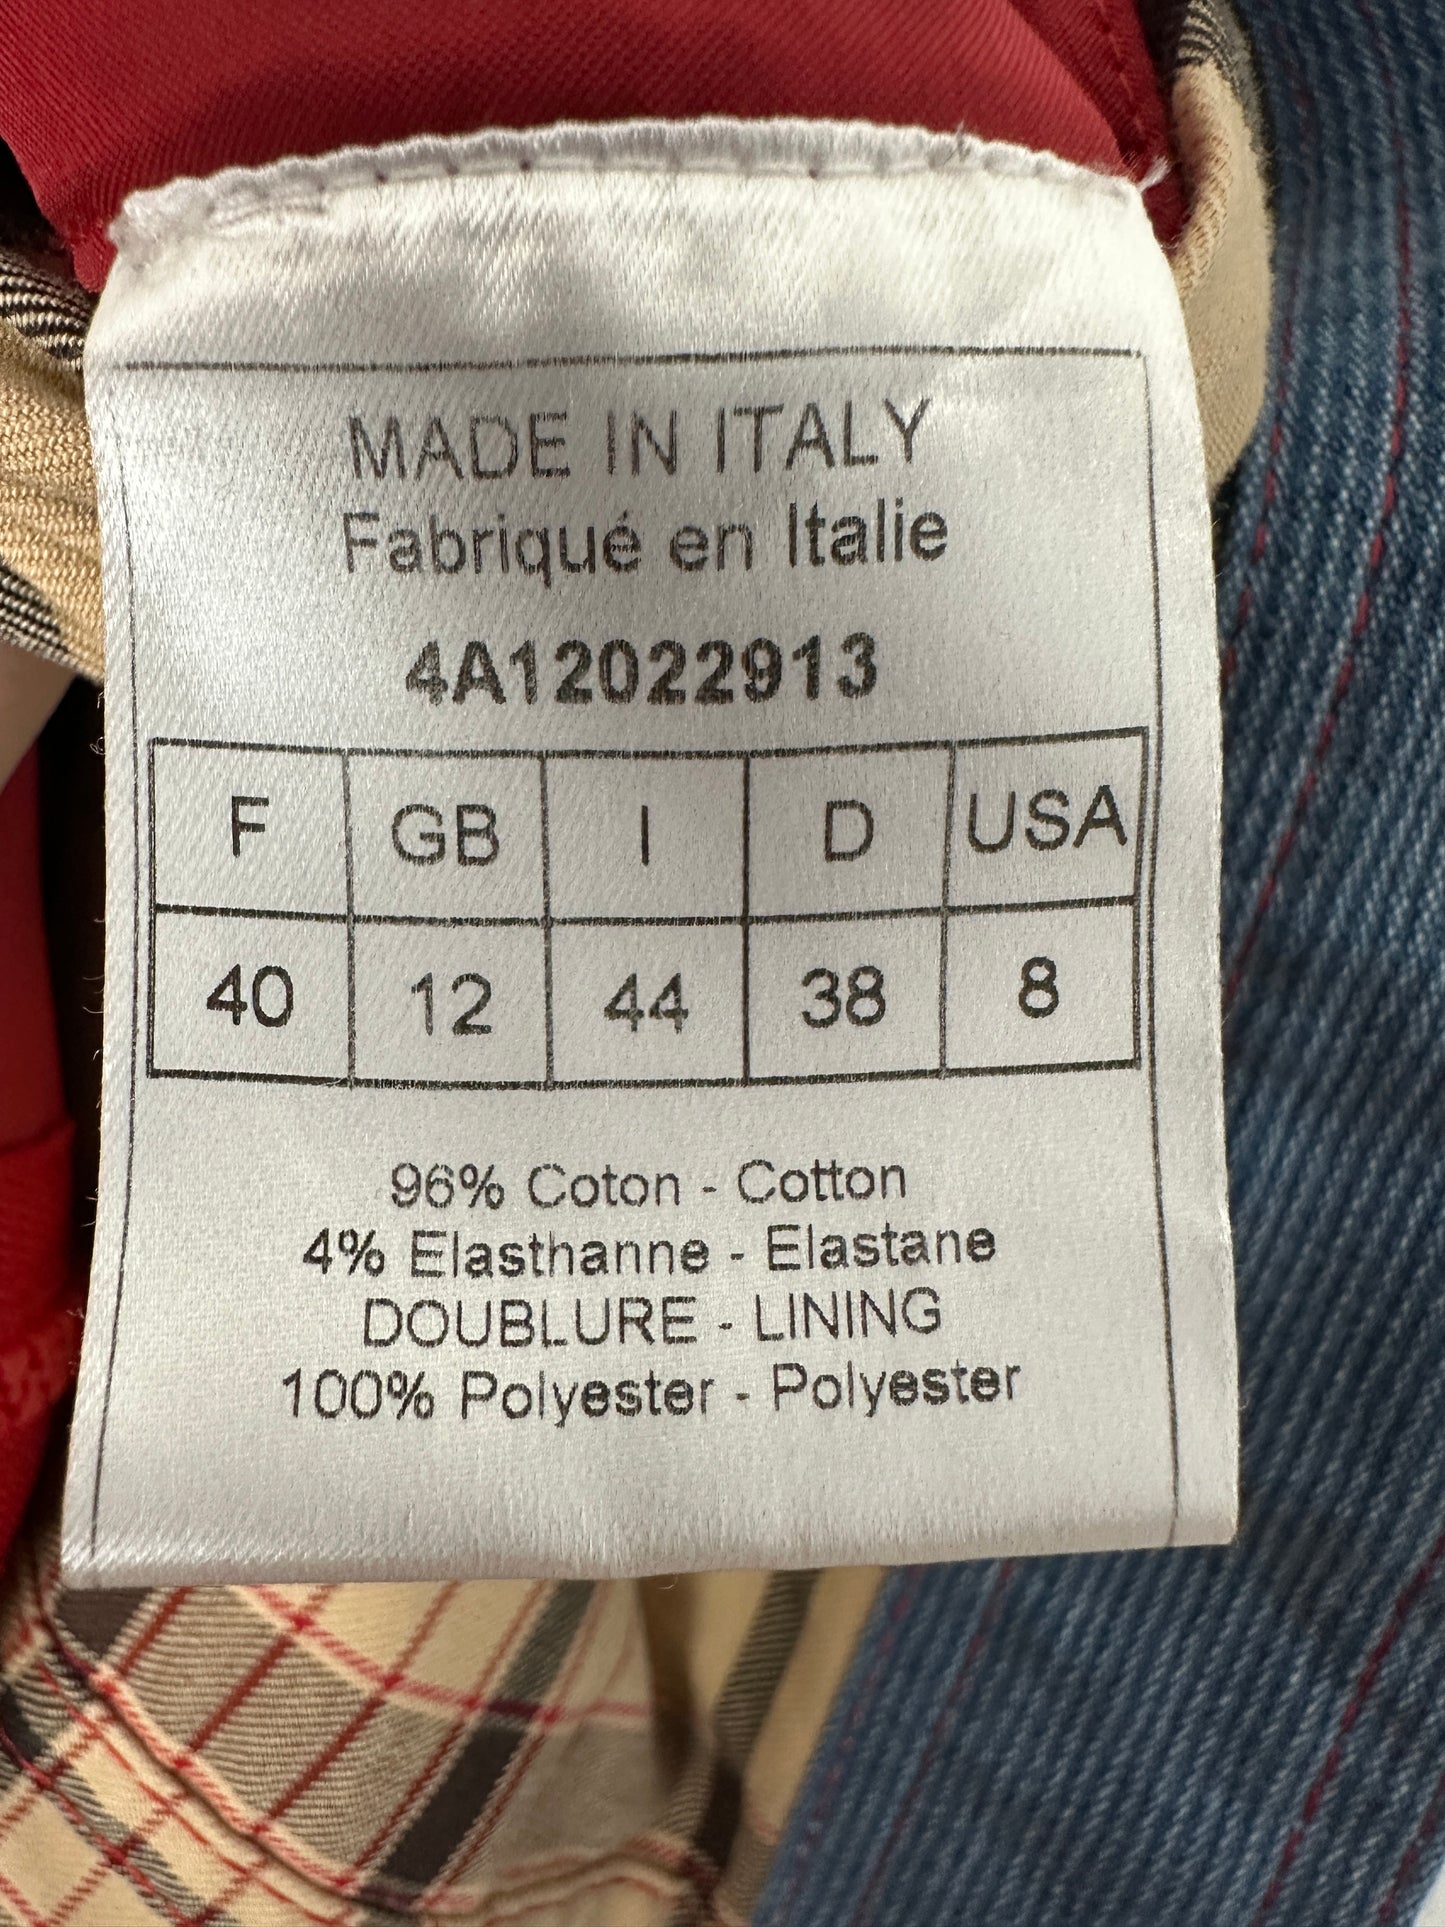 MADE IN ITALY
Fabriqué en Italie
4A12022913
F GB I D USA
40 12 44 38 8
96% Coton - Cotton
4% Elasthanne - Elastane
DOUBLURE - LINING
100% Polyester - Polyester